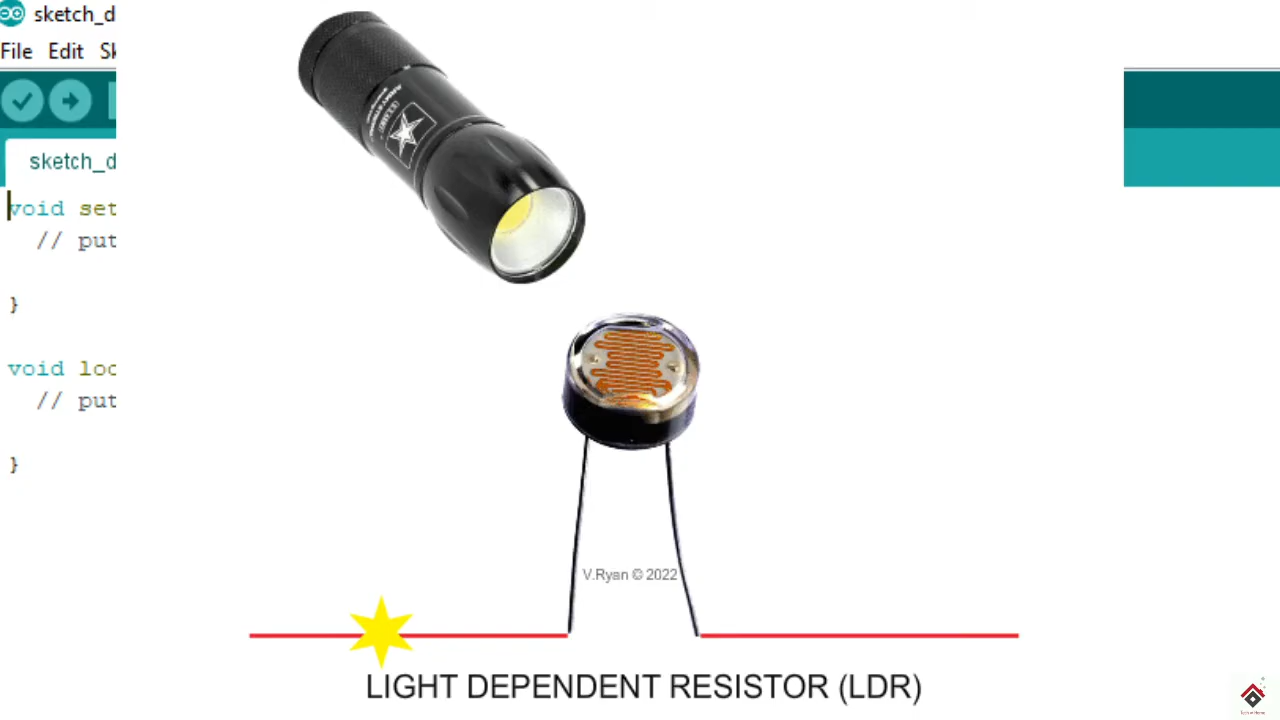 sketch_d
File Edit Sk
sketch_d
void set
// put
}
void loo
// put
}
V.Ryan © 2022
LIGHT DEPENDENT RESISTOR (LDR)